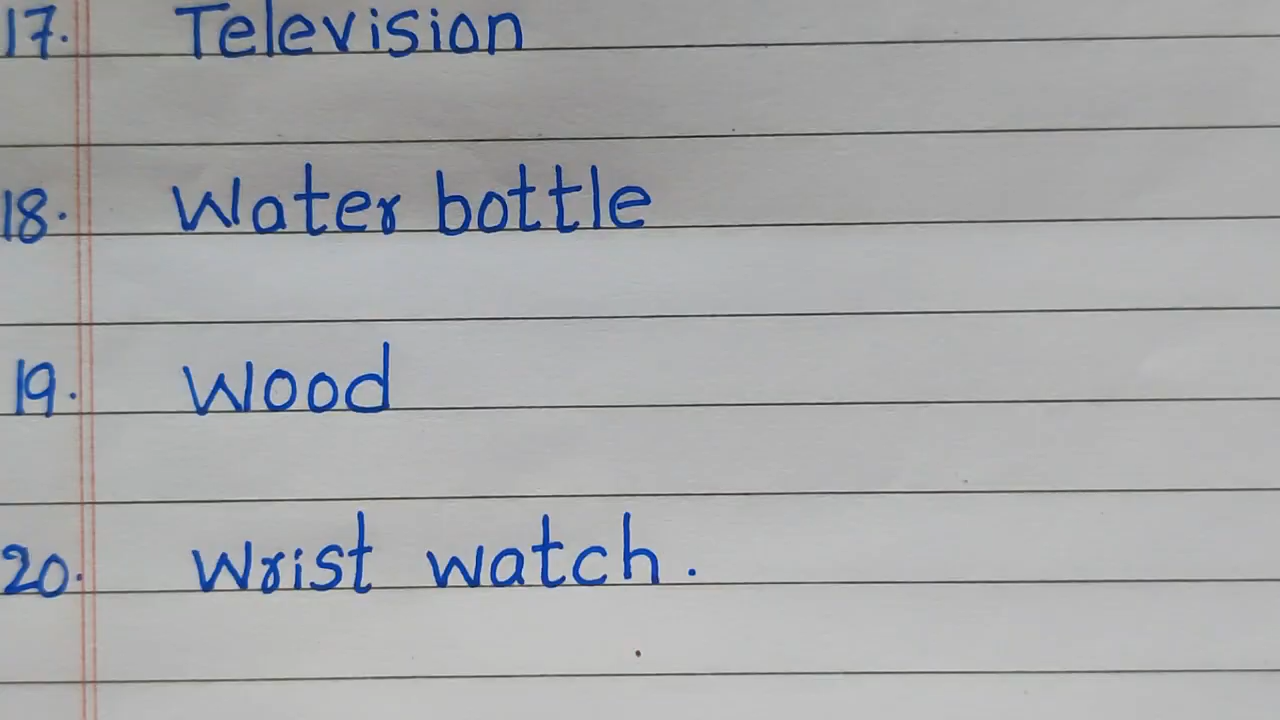 17. Television
18. Water bottle
19. Wood
20. Wrist watch.